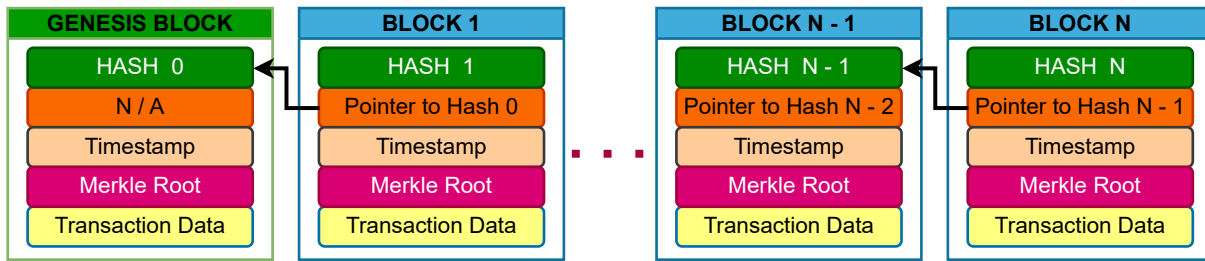 GENESIS BLOCK
HASH 0
N / A
Timestamp
Merkle Root
Transaction Data
BLOCK 1
HASH 1
Pointer to Hash 0
Timestamp
Merkle Root
Transaction Data
. . . .
BLOCK N - 1
HASH N - 1
Pointer to Hash N - 2
Timestamp
Merkle Root
Transaction Data
BLOCK N
HASH N
Pointer to Hash N - 1
Timestamp
Merkle Root
Transaction Data